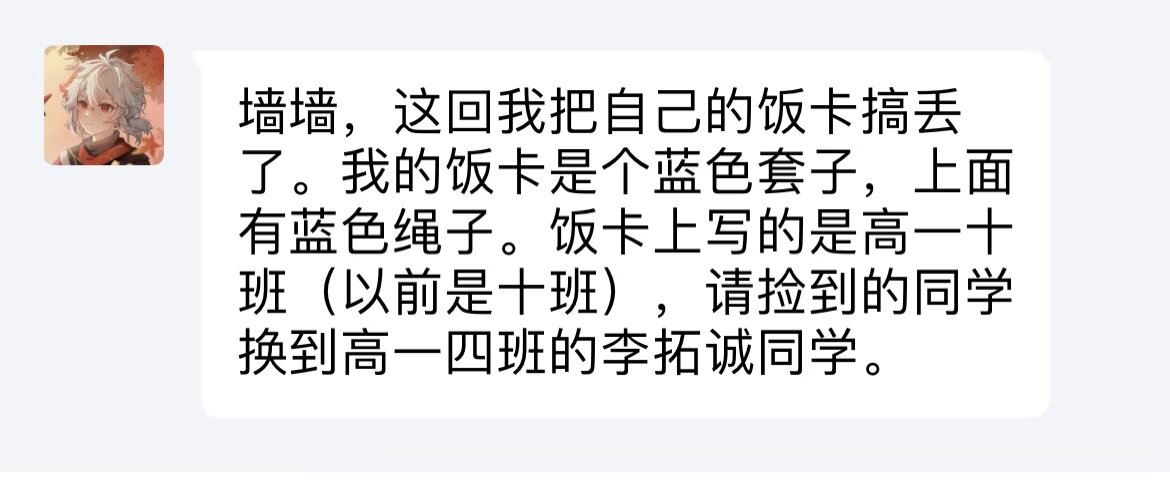 墙墙，这回我把自己的饭卡搞丢
了。我的饭卡是个蓝色套子，上面
有蓝色绳子。饭卡上写的是高一十
班（以前是十班），请捡到的同学
换到高一四班的李拓诚同学。